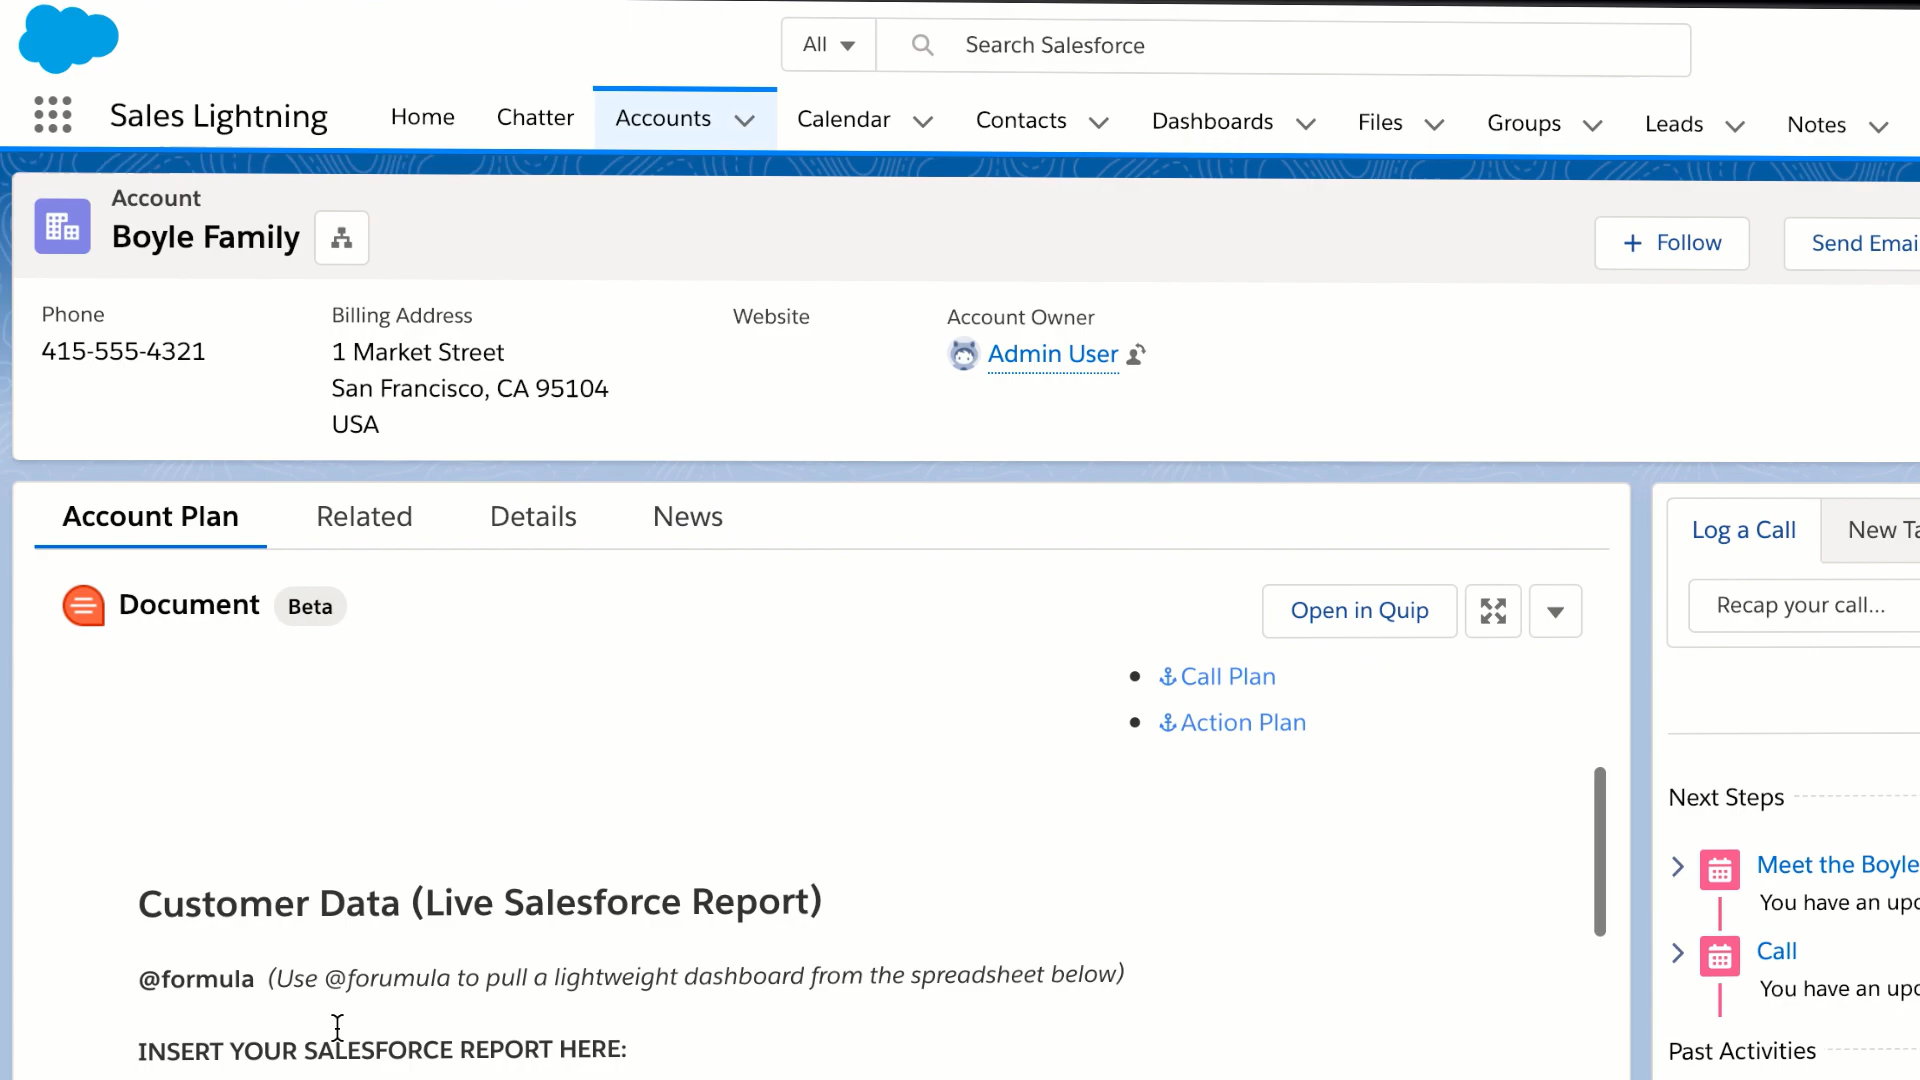 All
Search Salesforce
Sales Lightning
Home
Chatter
Accounts
Calendar
Contacts
Dashboards
Files
Groups
Leads
Notes
Account
Boyle Family
+ Follow
Send Emai
Phone
415-555-4321
Billing Address
1 Market Street
San Francisco, CA 95104
USA
Website
Account Owner
Admin User
Account Plan
Related
Details
News
Document
Beta
Open in Quip
• Call Plan
• Action Plan
Customer Data (Live Salesforce Report)
@formula (Use @forumula to pull a lightweight dashboard from the spreadsheet below)
INSERT YOUR SALESFORCE REPORT HERE:
Log a Call
New Ta
Recap your call...
Next Steps
Meet the Boyle
You have an upc
Call
You have an upc
Past Activities